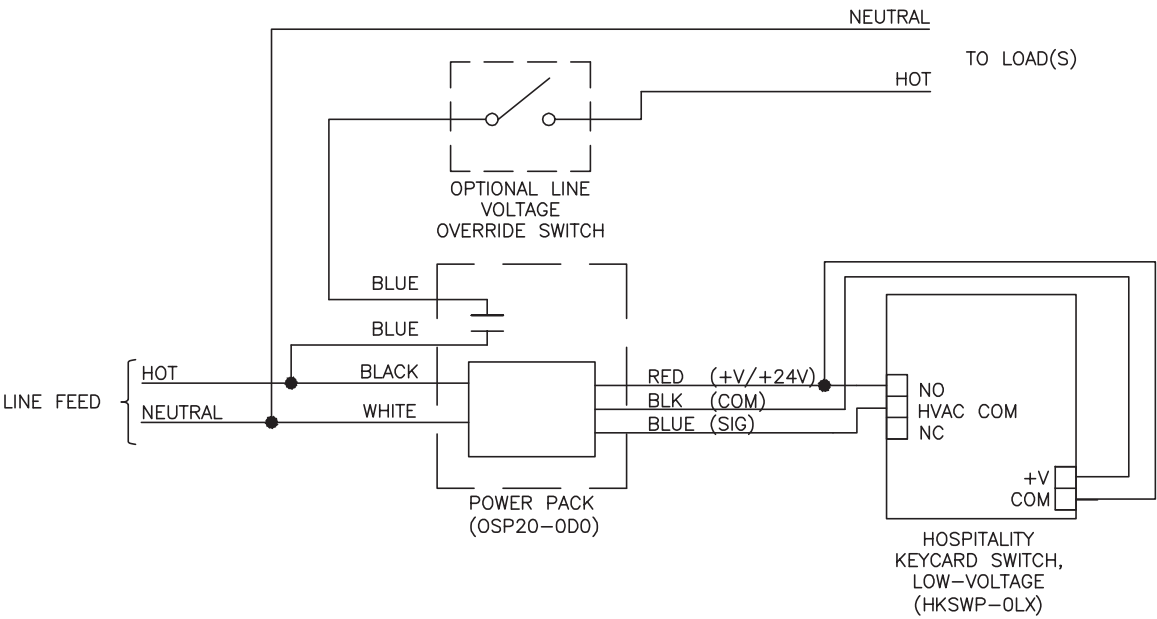 NEUTRAL
TO LOAD(S)
HOT
OPTIONAL LINE
VOLTAGE
OVERRIDE SWITCH
BLUE
BLUE
HOT
BLACK
LINE FEED
NEUTRAL
WHITE
RED (+V/+24V)
BLK (COM)
BLUE (SIG)
NO
HVAC COM
NC
+V
COM
POWER PACK
(OSP20-0D0)
HOSPITALITY
KEYCARD SWITCH,
LOW-VOLTAGE
(HKSWP-0LX)